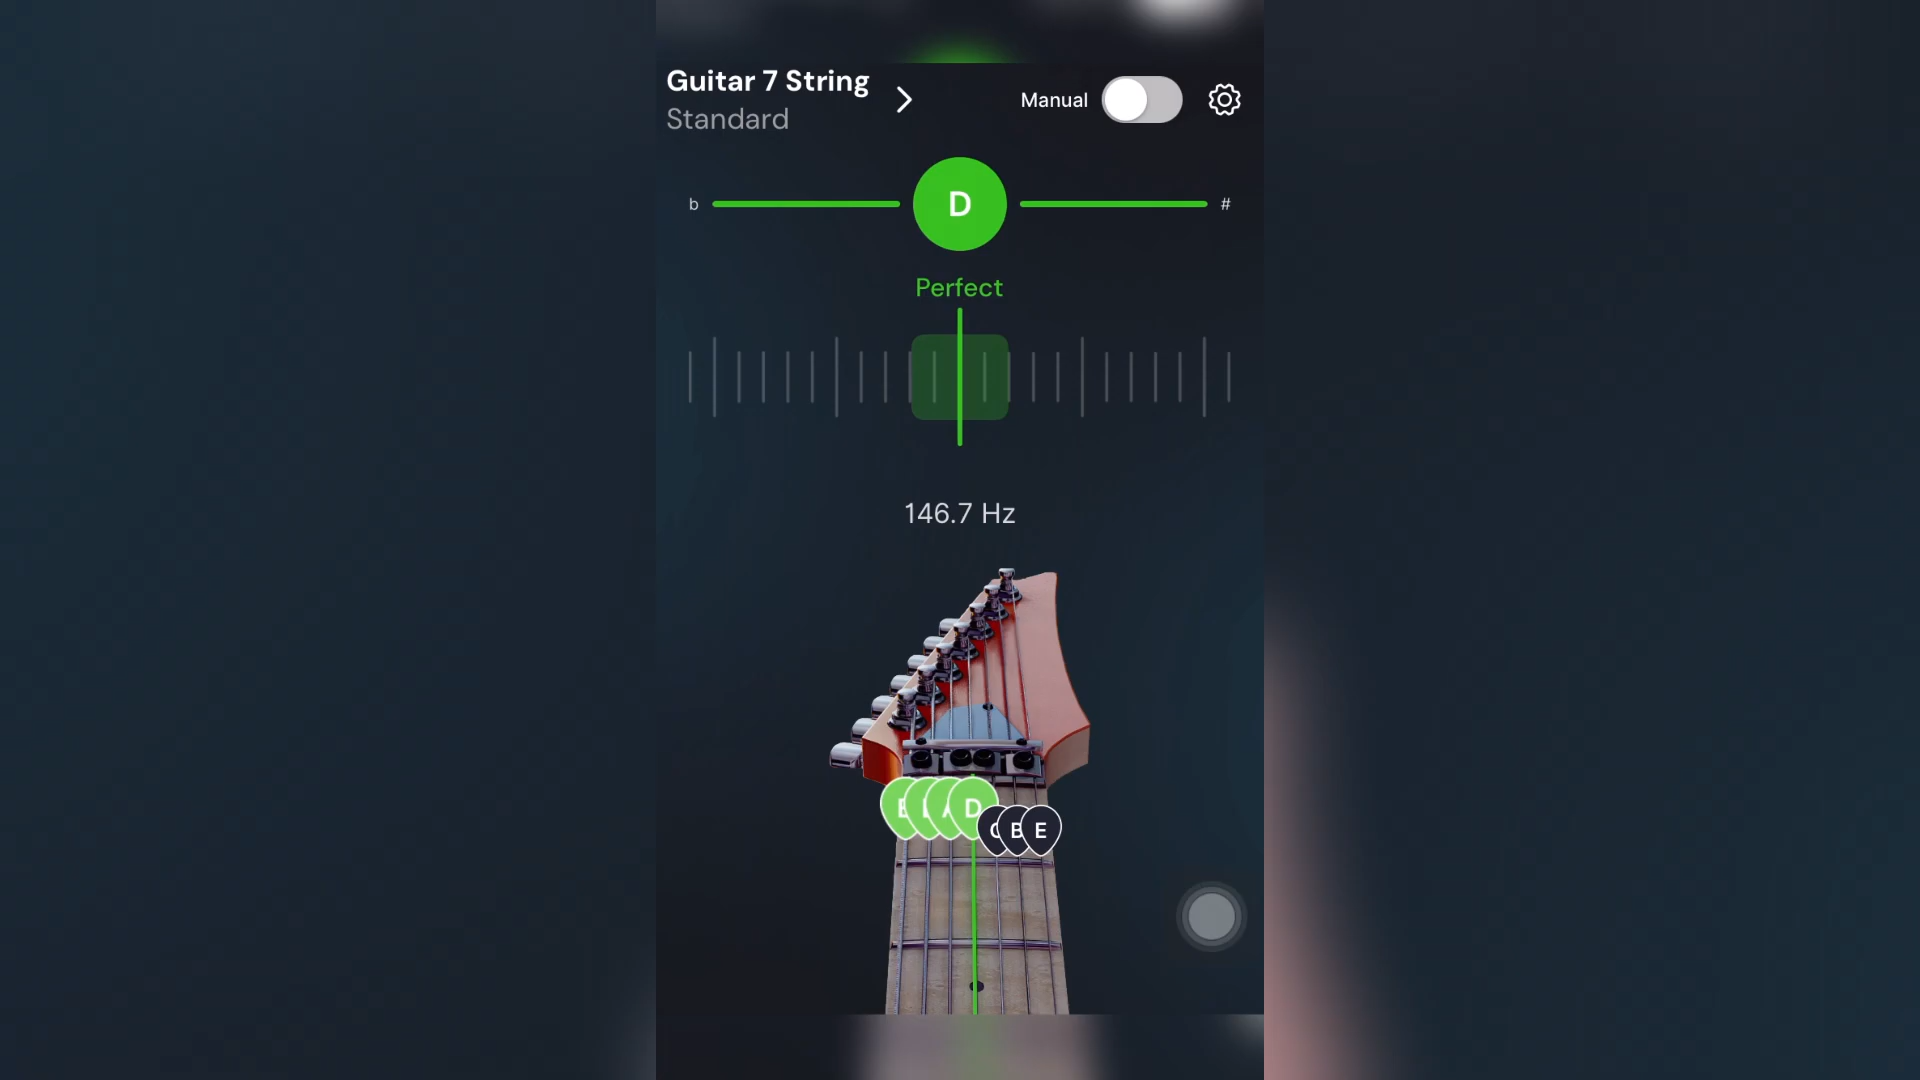 Guitar 7 String
Standard
Manual
b
D
#
Perfect
146.7 Hz
D
B
E